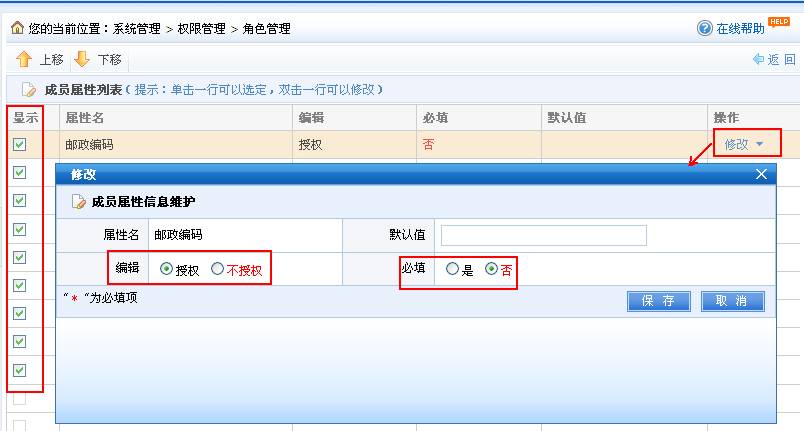 您的当前位置：系统管理 > 权限管理 > 角色管理 在线帮助 HELP
上移 下移 返 回
成员属性列表（提示：单击一行可以选定，双击一行可以修改）
显示 属性名 编辑 必填 默认值 操作
邮政编码 授权 否 修改
修改
成员属性信息维护
属性名 邮政编码 默认值
编辑 授权 不授权 必填 是 否
“*”为必填项 保 存 取 消